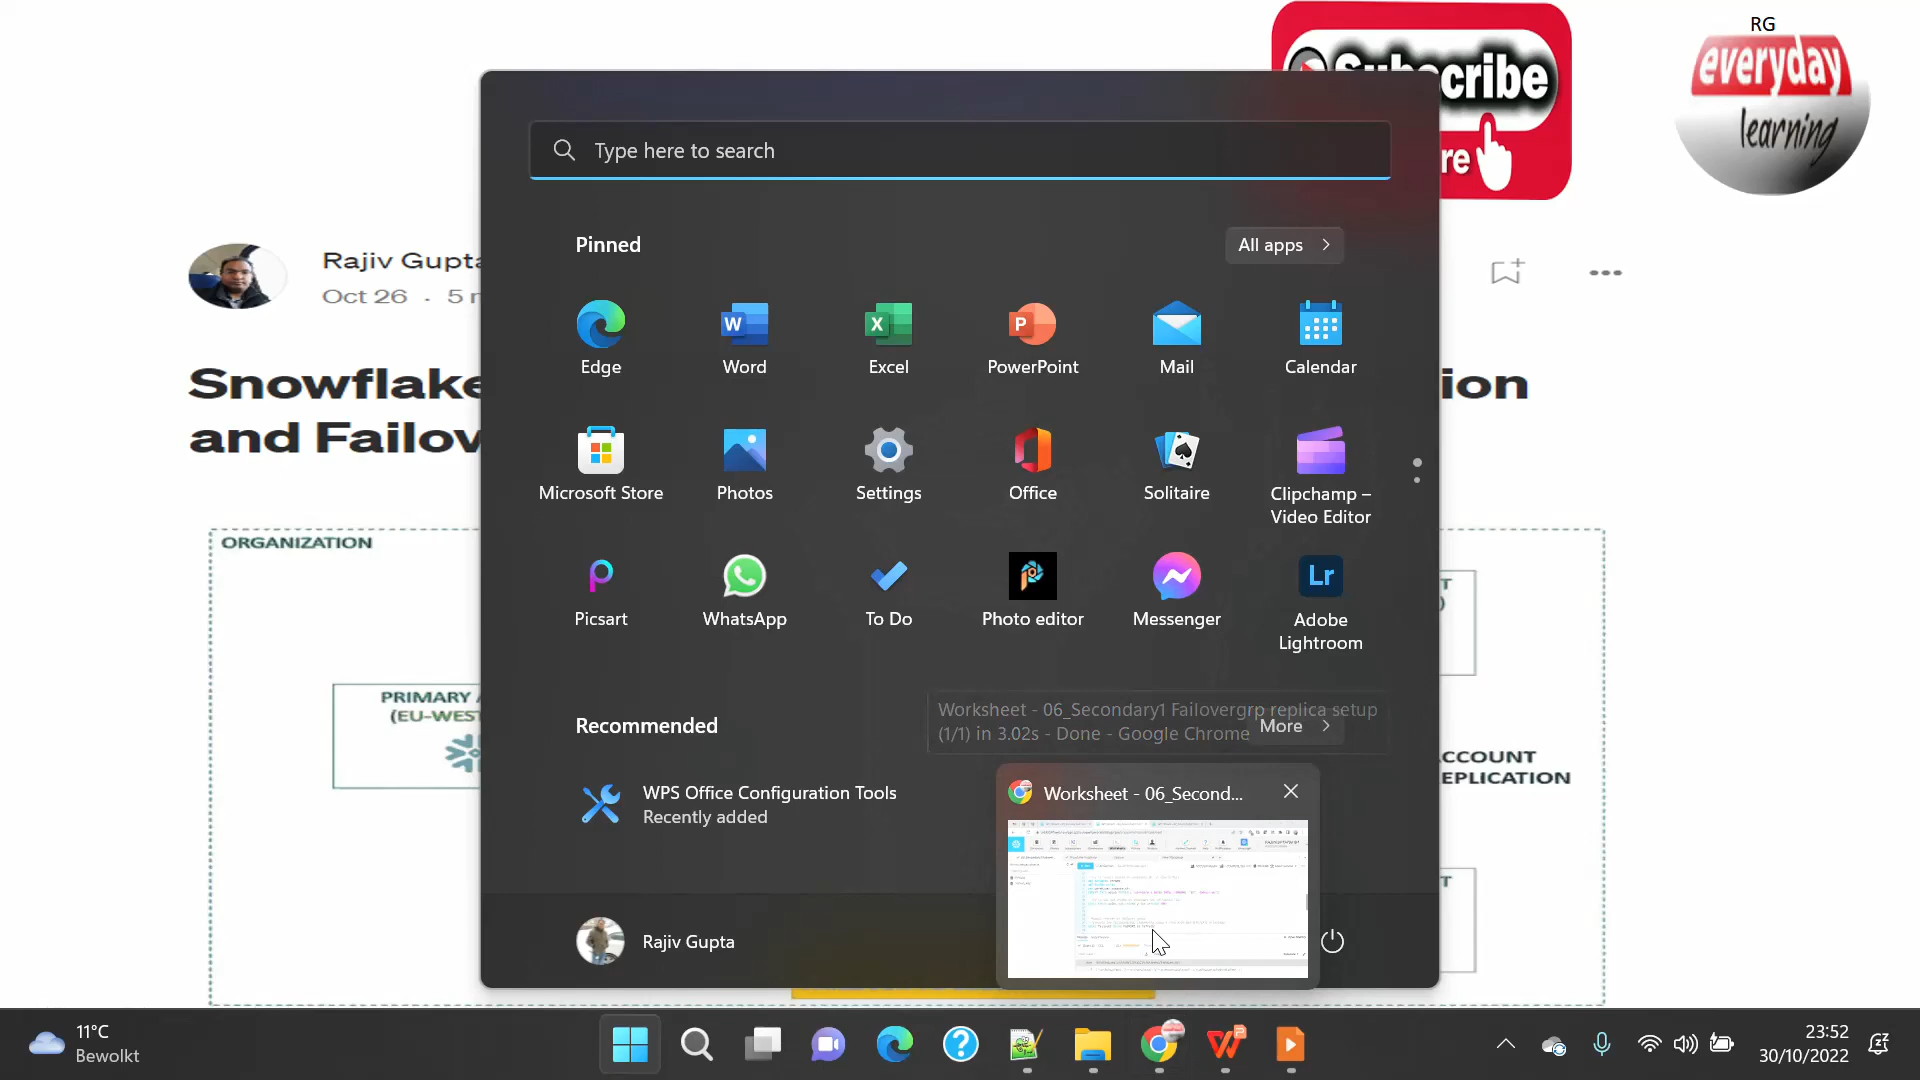 RG
everyday
learning
Subscribe
re
Type here to search
Rajiv Gupta
Oct 26 · 5
Pinned
All apps
Edge
Word
Excel
PowerPoint
Mail
Calendar
Snowflake
ion
and Failov
Microsoft Store
Photos
Settings
Office
Solitaire
Clipchamp –
Video Editor
ORGANIZATION
Picsart
WhatsApp
To Do
Photo editor
Messenger
Lr
Adobe
Lightroom
PRIMARY
(EU-WEST
Recommended
Worksheet - 06_Secondary1 Failovergrp replica setup
(1/1) in 3.02s - Done - Google Chrome
More
CCOUNT
EPLICATION
WPS Office Configuration Tools
Recently added
Worksheet - 06_Second...
Rajiv Gupta
11°C
Bewolkt
23:52
30/10/2022